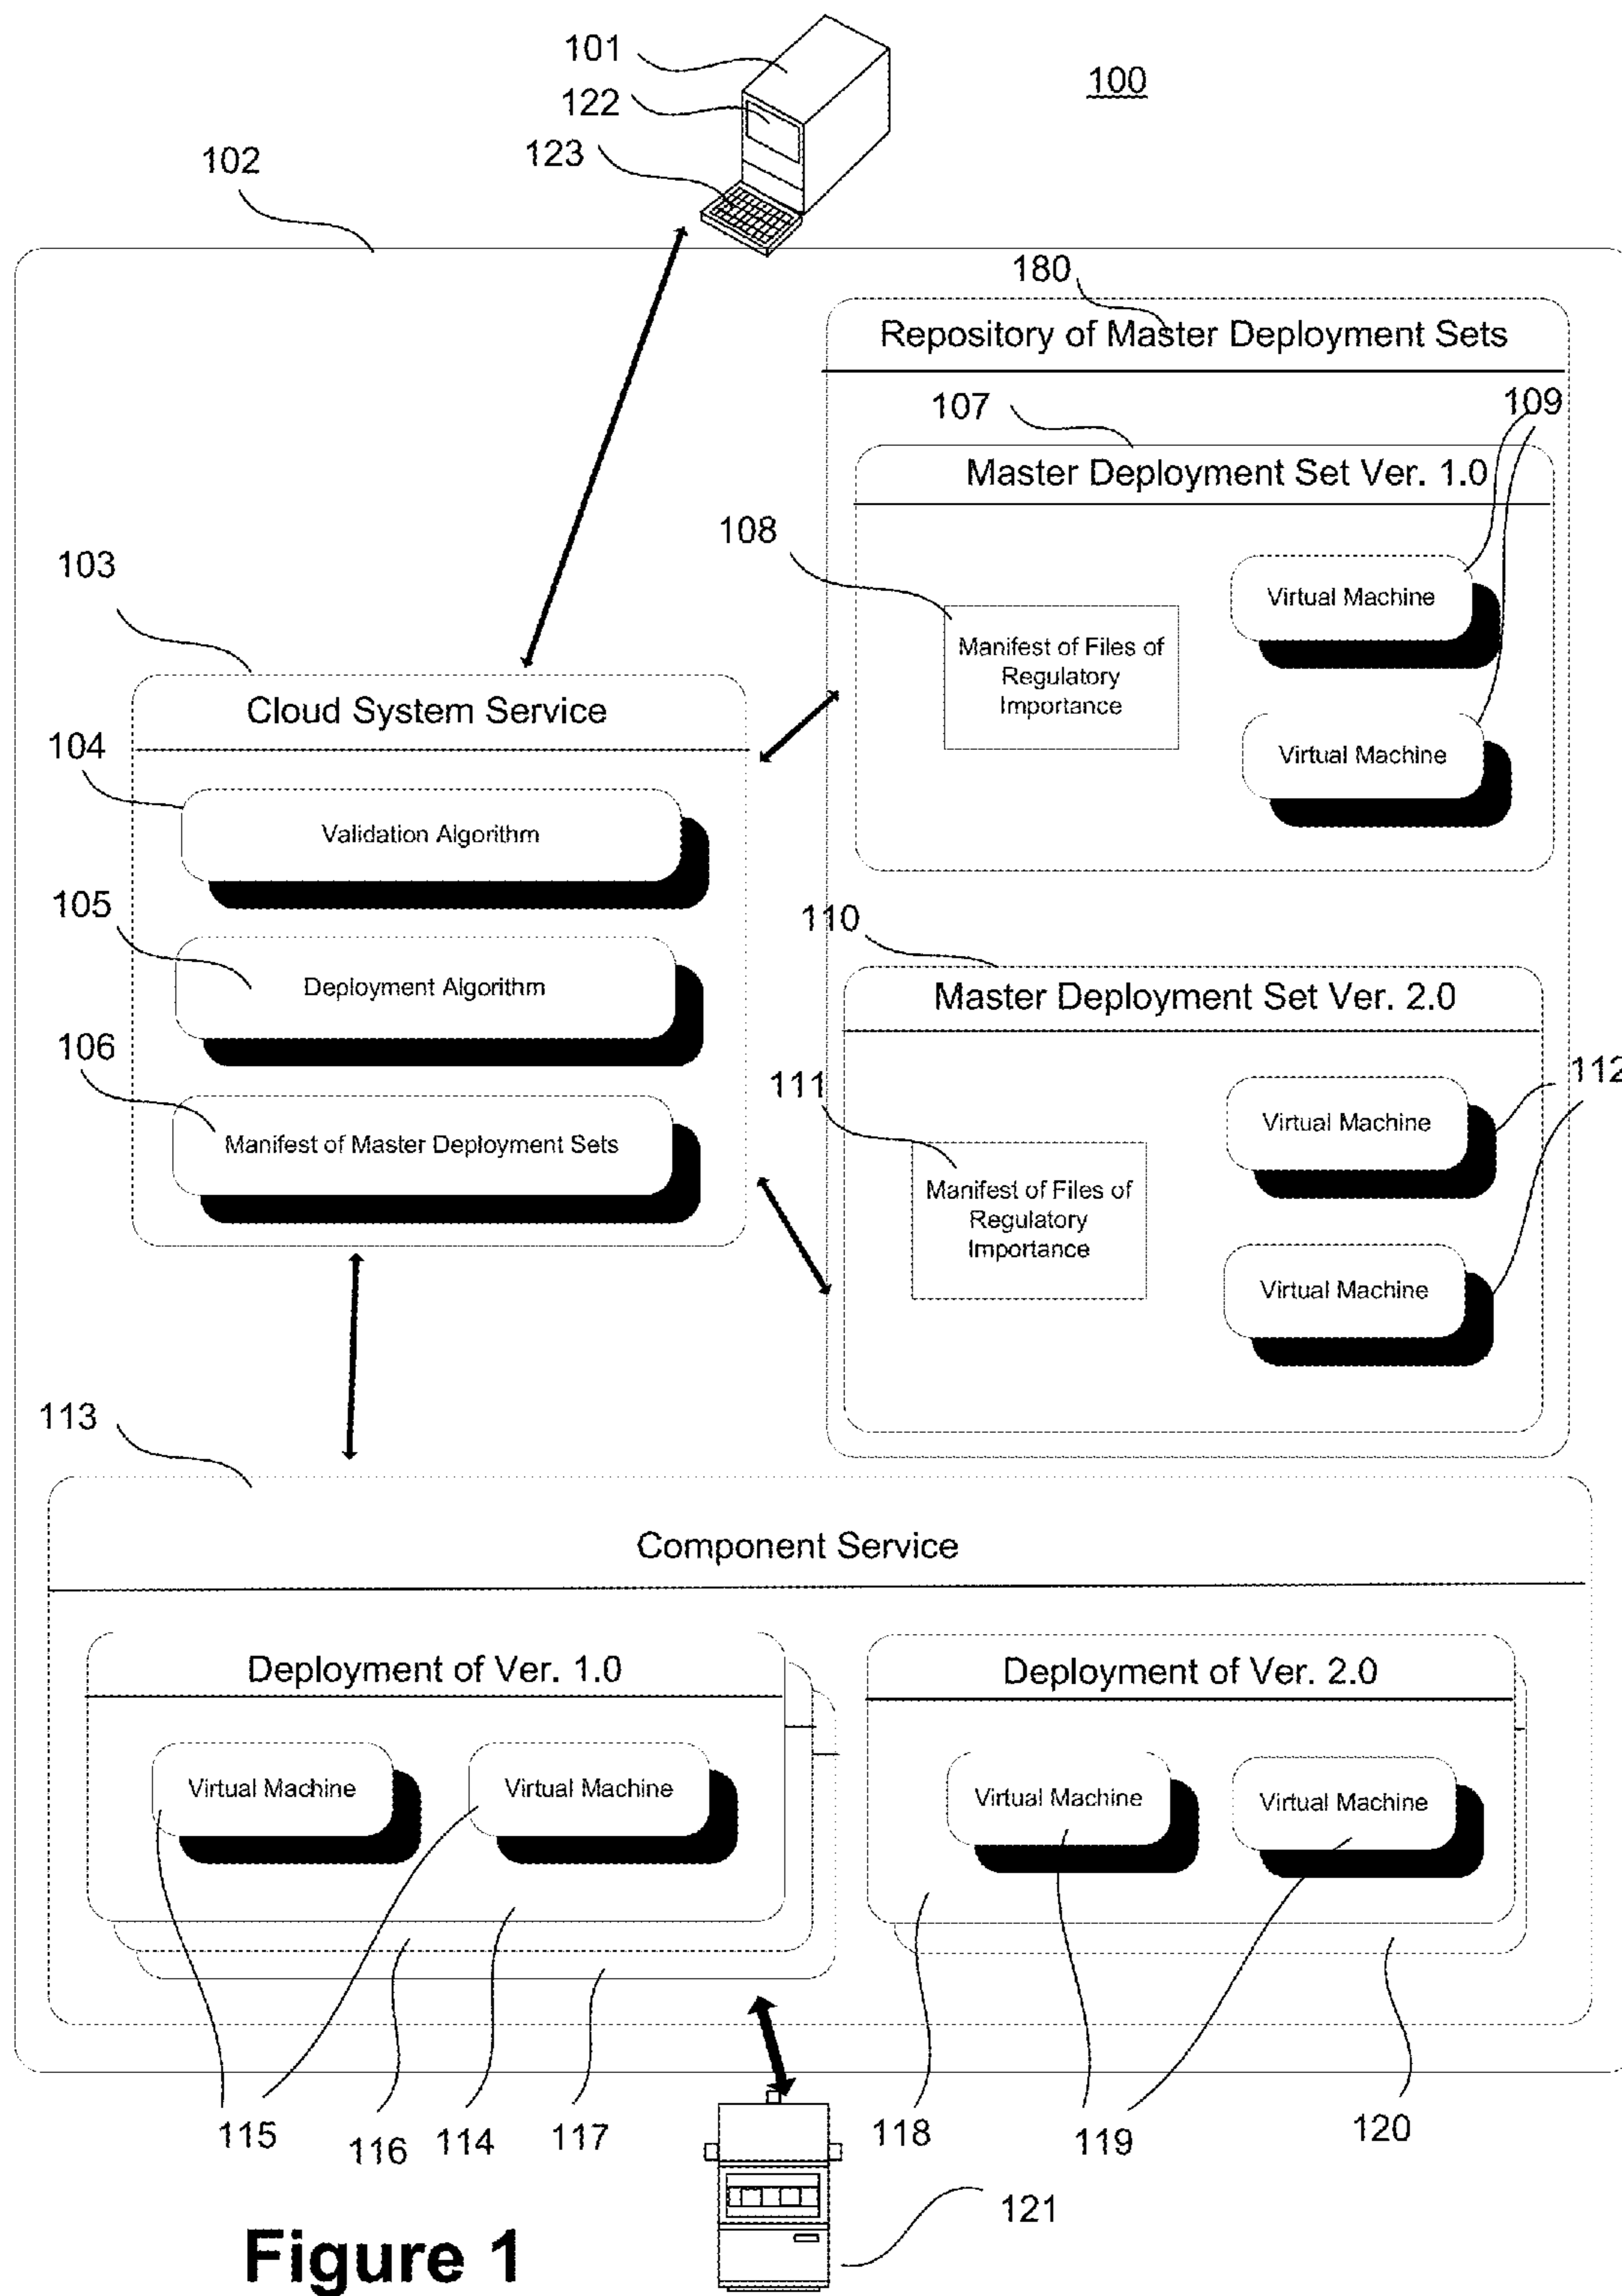 101
100
122
123
102
180
Repository of Master Deployment Sets
107
109
Master Deployment Set Ver. 1.0
108
103
Virtual Machine
Manifest of Files of
Regulatory
Importance
Cloud System Service
104
Virtual Machine
Validation Algorithm
105
110
Deployment Algorithm
Master Deployment Set Ver. 2.0
106
112
111
Virtual Machine
Manifest of Master Deployment Sets
Manifest of Files of
Regulatory
Importance
Virtual Machine
113
Component Service
Deployment of Ver. 1.0
Deployment of Ver. 2.0
Virtual Machine
Virtual Machine
Virtual Machine
Virtual Machine
115
116
114
117
118
119
120
121
Figure 1